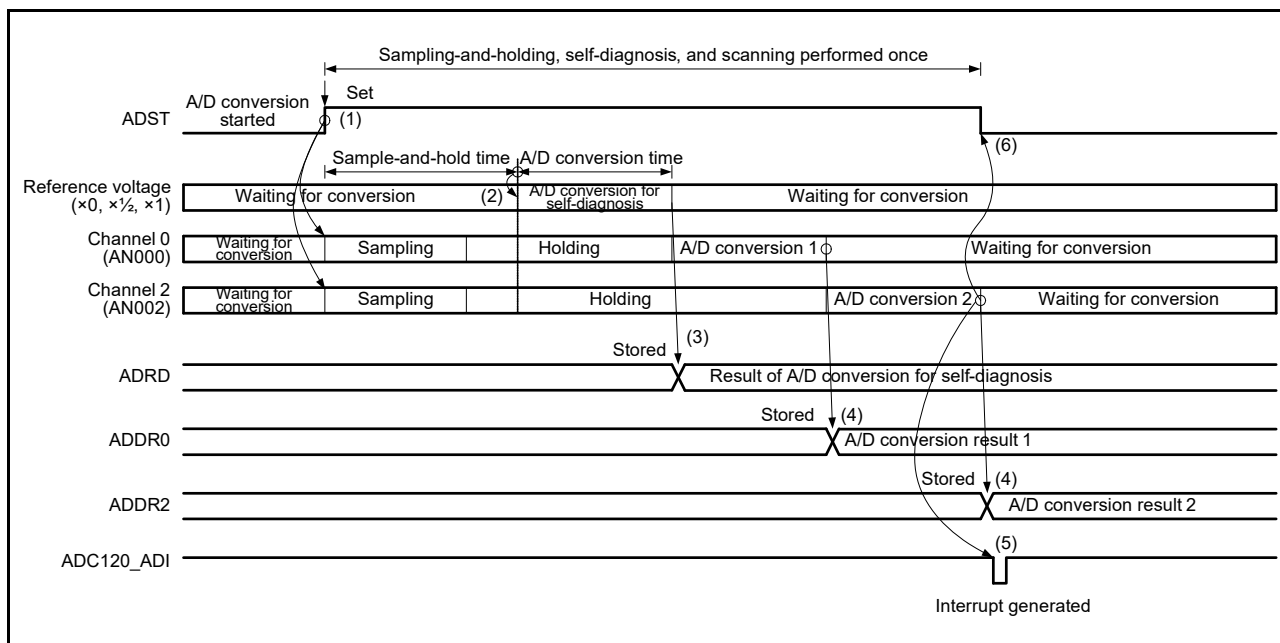 Sampling-and-holding, self-diagnosis, and scanning performed once
A/D conversion
started
Set
ADST
(1)
(6)
Sample-and-hold time
A/D conversion time
Reference voltage
(×0, ×½, ×1)
Waiting for conversion
(2)
A/D conversion for
self-diagnosis
Waiting for conversion
Channel 0
(AN000)
Waiting for
conversion
Sampling
Holding
A/D conversion 1
Waiting for conversion
Channel 2
(AN002)
Waiting for
conversion
Sampling
Holding
A/D conversion 2
Waiting for conversion
Stored
(3)
ADRD
Result of A/D conversion for self-diagnosis
Stored
(4)
ADDR0
A/D conversion result 1
Stored
(4)
ADDR2
A/D conversion result 2
(5)
ADC120_ADI
Interrupt generated